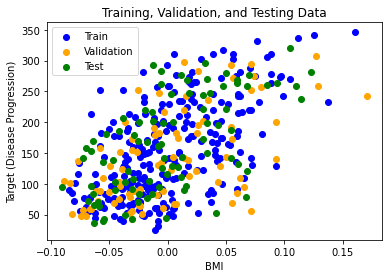 Training, Validation, and Testing Data
Train
Validation
Test
Target (Disease Progression)
350
300
250
200
150
100
50
−0.10
−0.05
0.00
0.05
0.10
0.15
BMI